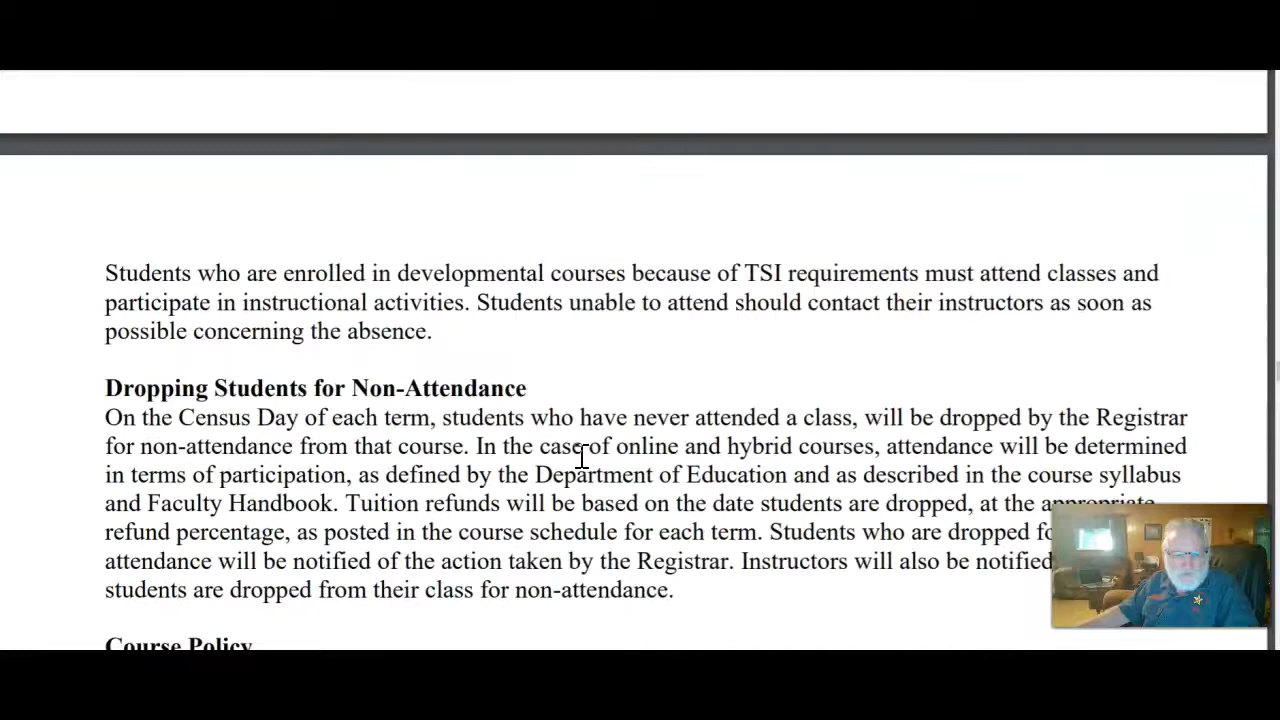 Students who are enrolled in developmental courses because of TSI requirements must attend classes and
participate in instructional activities. Students unable to attend should contact their instructors as soon as
possible concerning the absence.
Dropping Students for Non-Attendance
On the Census Day of each term, students who have never attended a class, will be dropped by the Registrar
for non-attendance from that course. In the case of online and hybrid courses, attendance will be determined
in terms of participation, as defined by the Department of Education and as described in the course syllabus
and Faculty Handbook. Tuition refunds will be based on the date students are dropped, at the appropriate
refund percentage, as posted in the course schedule for each term. Students who are dropped
attendance will be notified of the action taken by the Registrar. Instructors will also be notified
students are dropped from their class for non-attendance.
Course Policy